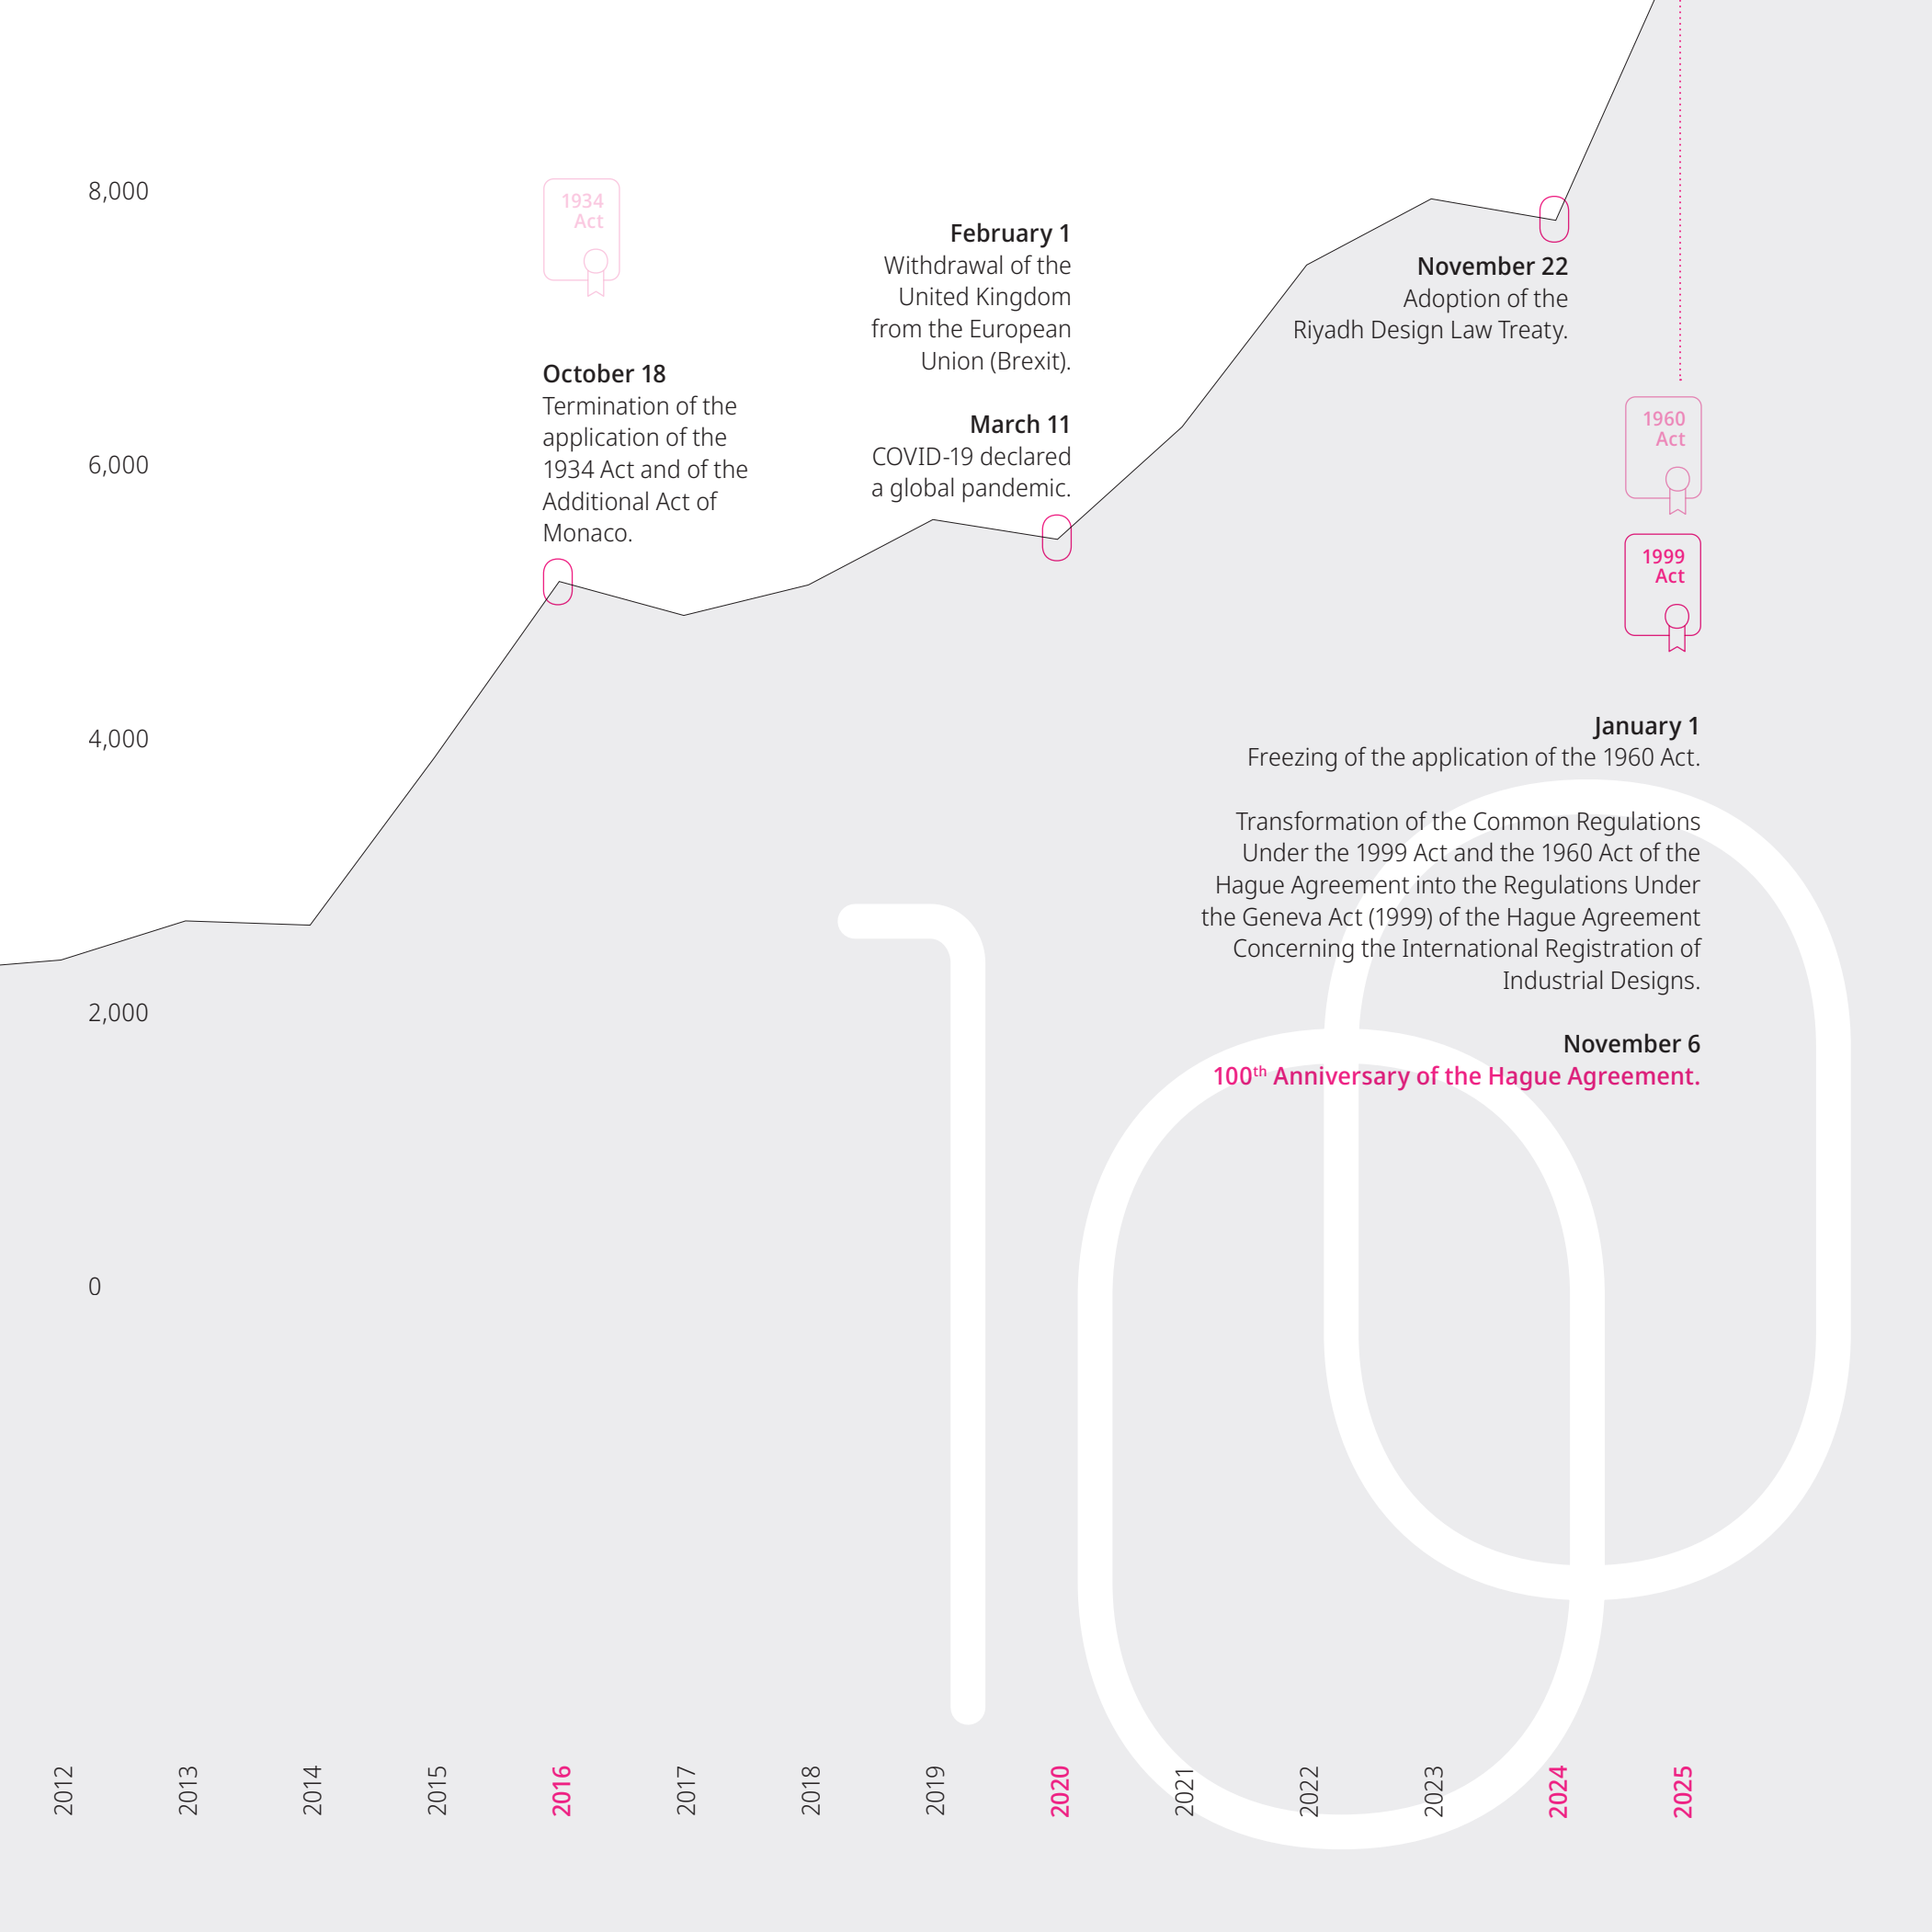 8,000
6,000
4,000
2,000
0
1934
Act
October 18
Termination of the
application of the
1934 Act and of the
Additional Act of
Monaco.
February 1
Withdrawal of the
United Kingdom
from the European
Union (Brexit).
March 11
COVID-19 declared
a global pandemic.
November 22
Adoption of the
Riyadh Design Law Treaty.
1960
Act
1999
Act
January 1
Freezing of the application of the 1960 Act.
Transformation of the Common Regulations
Under the 1999 Act and the 1960 Act of the
Hague Agreement into the Regulations Under
the Geneva Act (1999) of the Hague Agreement
Concerning the International Registration of
Industrial Designs.
November 6
100th Anniversary of the Hague Agreement.
100
2012
2013
2014
2015
2016
2017
2018
2019
2020
2021
2022
2023
2024
2025